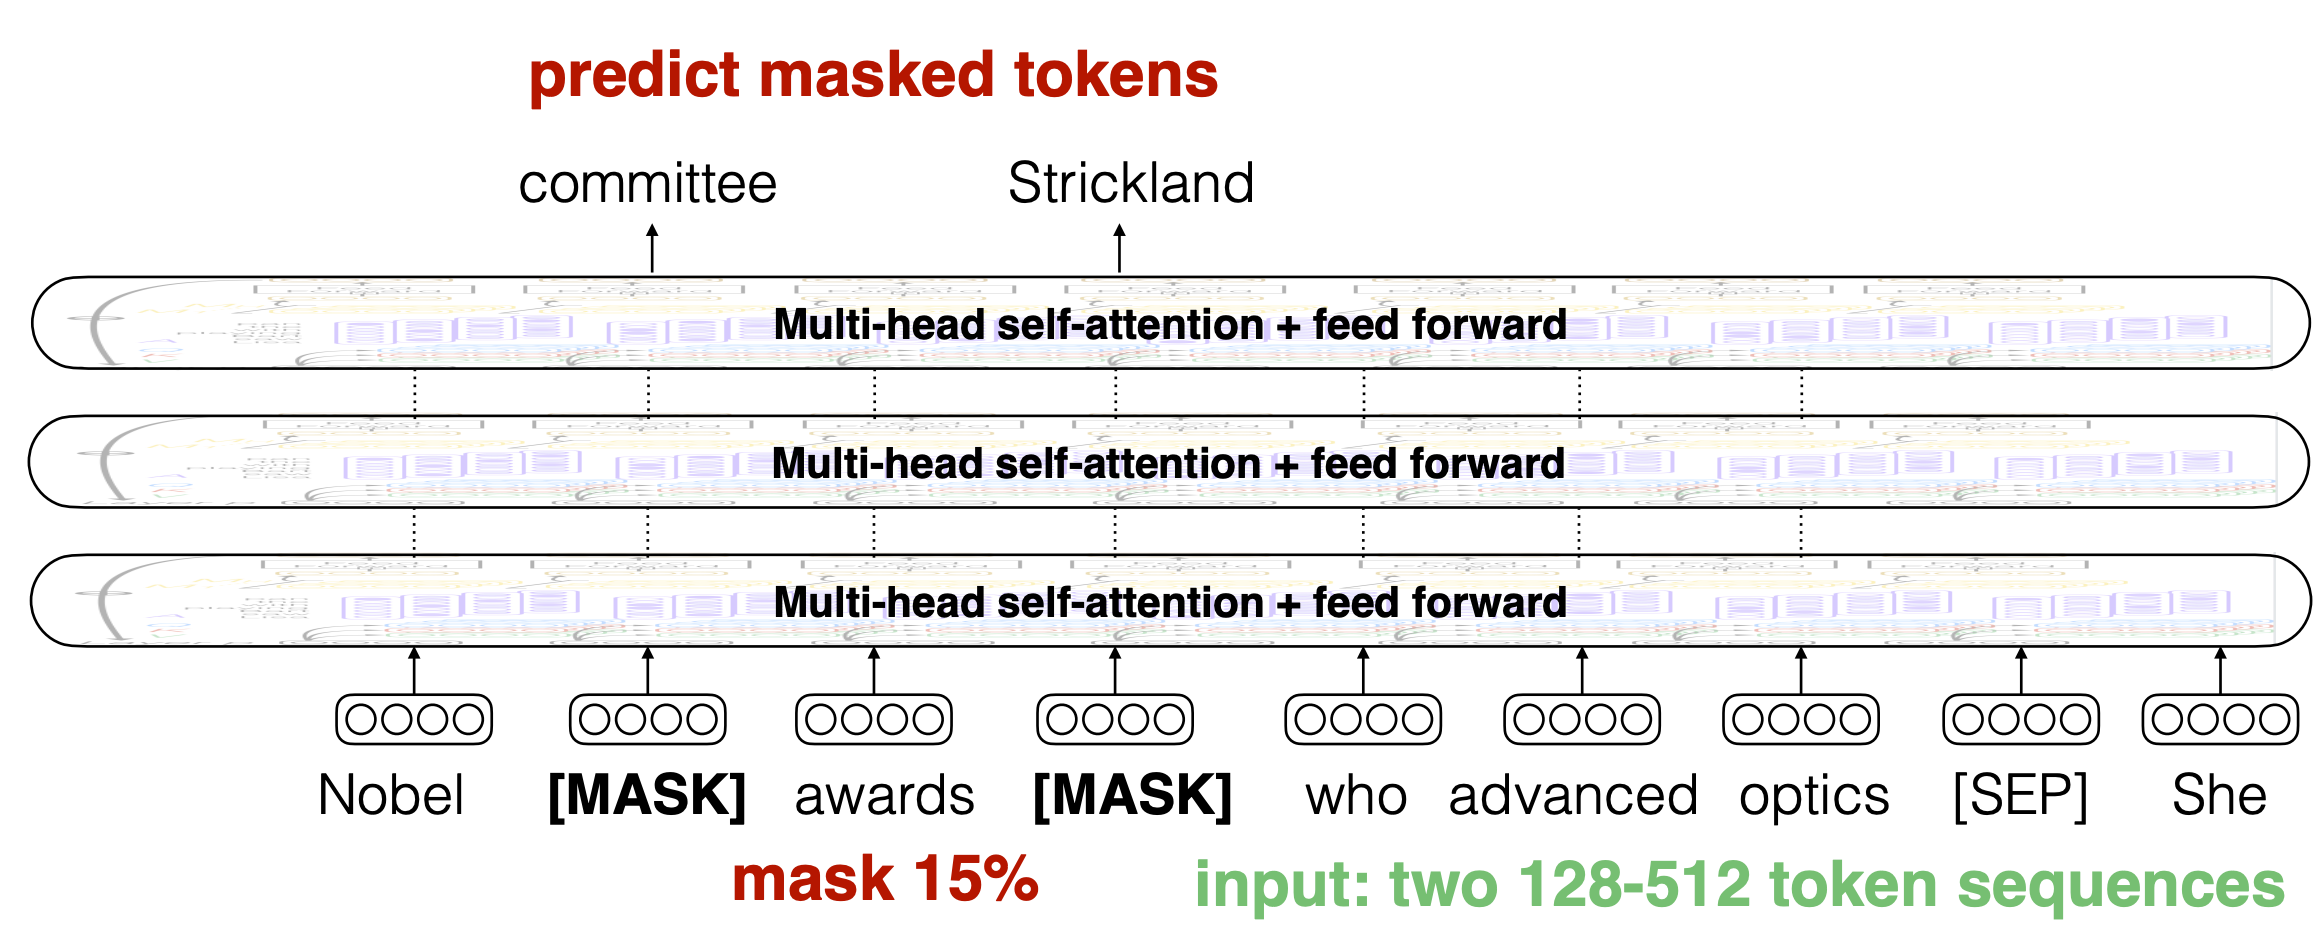 predict masked tokens
committee Strickland
Multi-head self-attention + feed forward
Multi-head self-attention + feed forward
Multi-head self-attention + feed forward
Nobel [MASK] awards [MASK] who advanced optics [SEP] She
mask 15% input: two 128-512 token sequences